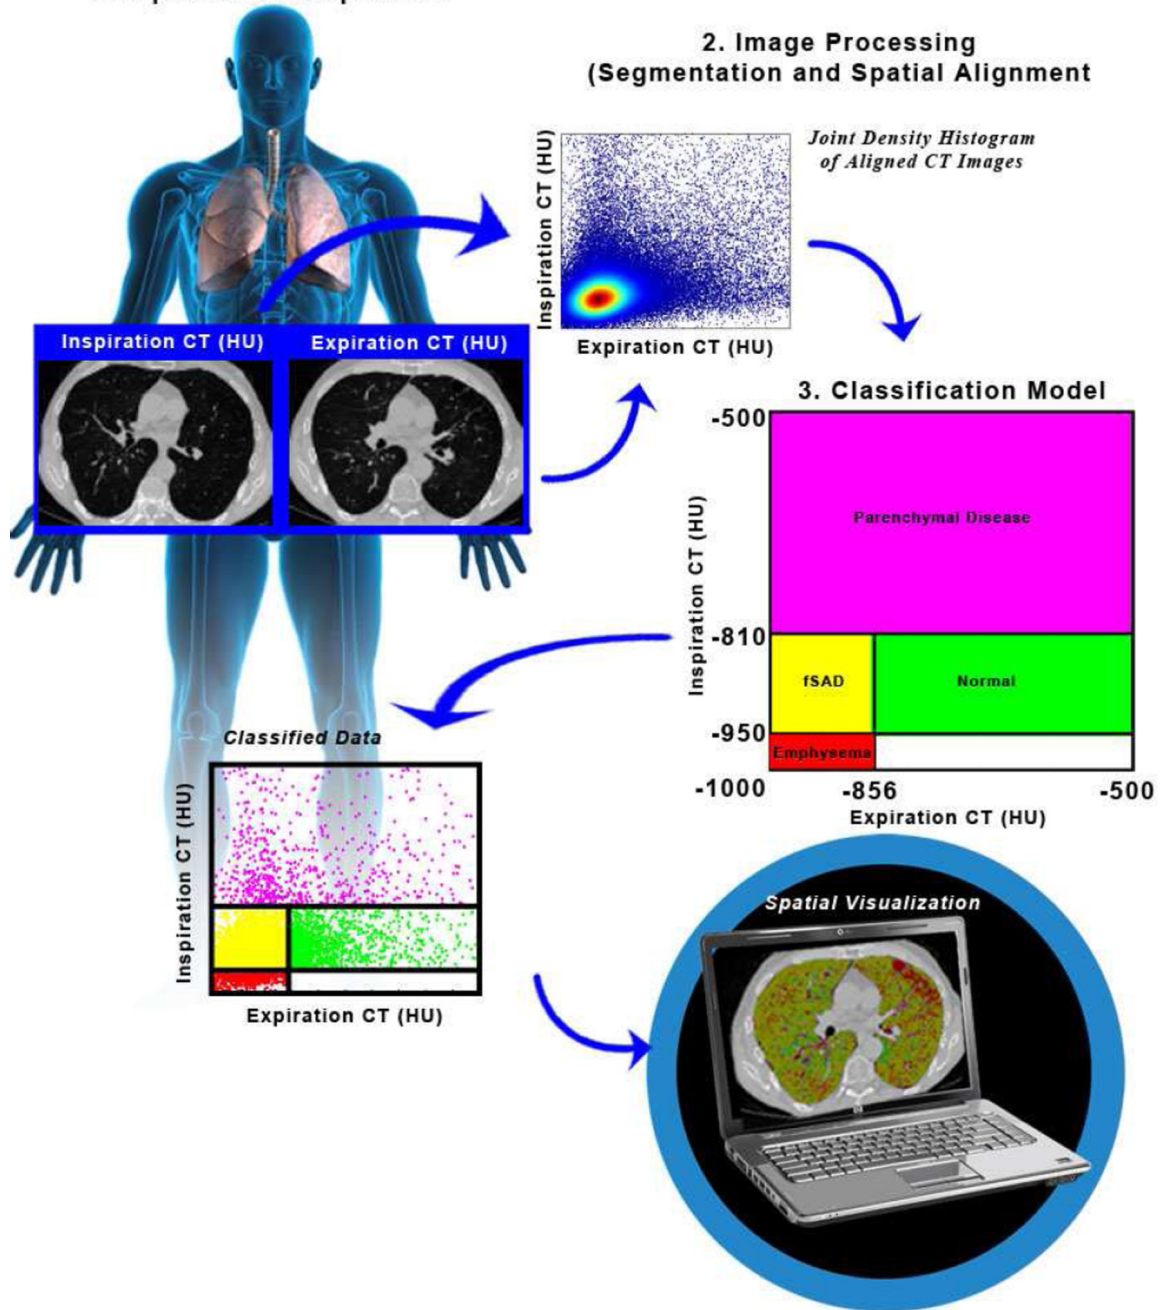 2. Image Processing
(Segmentation and Spatial Alignment
Joint Density Histogram
of Aligned CT Images
Inspiration CT (HU)
Expiration CT (HU)
Inspiration CT (HU)
Expiration CT (HU)
3. Classification Model
-500
Parenchymal Disease
Inspiration CT (HU)
-810
fSAD
Normal
-950
Emphysema
-1000
-856
-500
Expiration CT (HU)
Classified Data
Inspiration CT (HU)
Expiration CT (HU)
Spatial Visualization